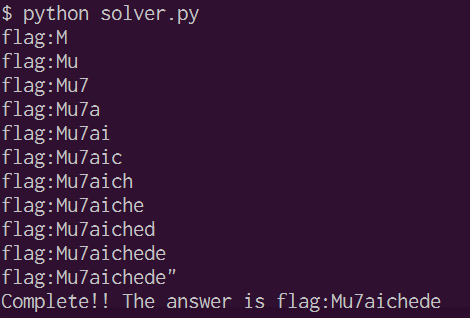 $ python solver.py
flag:M
flag:Mu
flag:Mu7
flag:Mu7a
flag:Mu7ai
flag:Mu7aic
flag:Mu7aich
flag:Mu7aiche
flag:Mu7aiched
flag:Mu7aichede
flag:Mu7aichede"
Complete!! The answer is flag:Mu7aichede